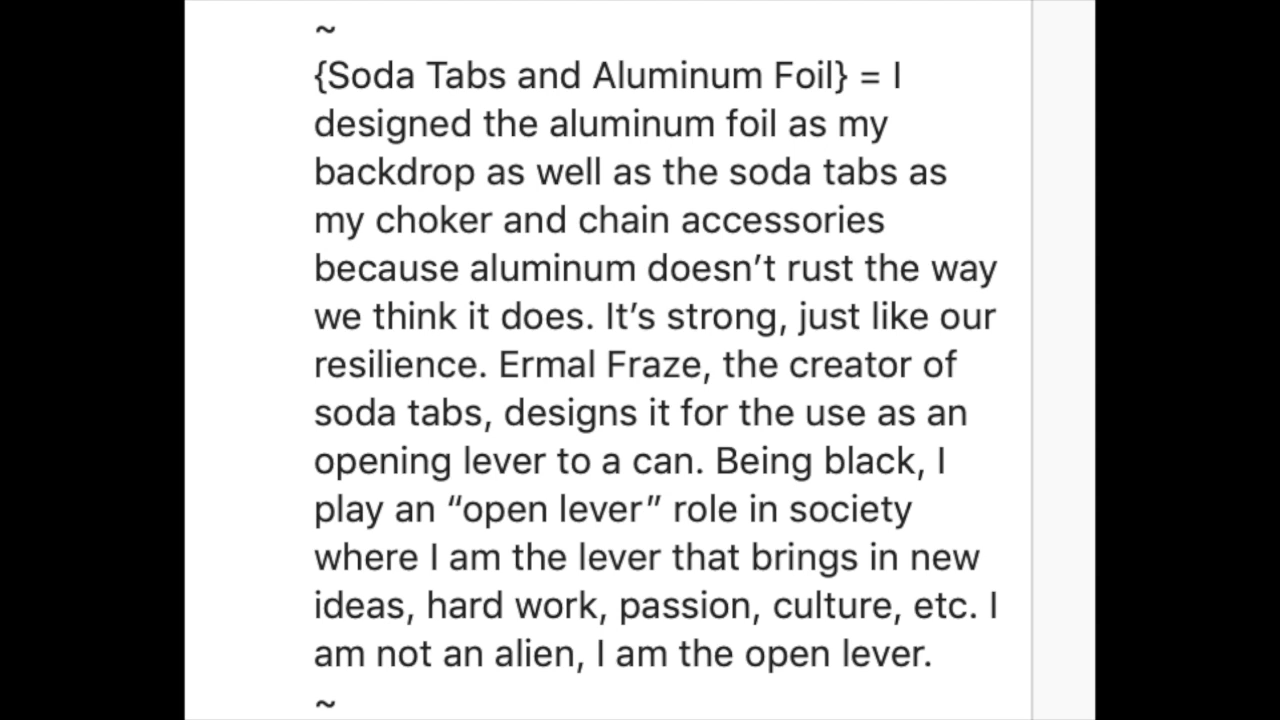 ~
{Soda Tabs and Aluminum Foil} = I
designed the aluminum foil as my
backdrop as well as the soda tabs as
my choker and chain accessories
because aluminum doesn’t rust the way
we think it does. It’s strong, just like our
resilience. Ermal Fraze, the creator of
soda tabs, designs it for the use as an
opening lever to a can. Being black, I
play an “open lever” role in society
where I am the lever that brings in new
ideas, hard work, passion, culture, etc. I
am not an alien, I am the open lever.
~